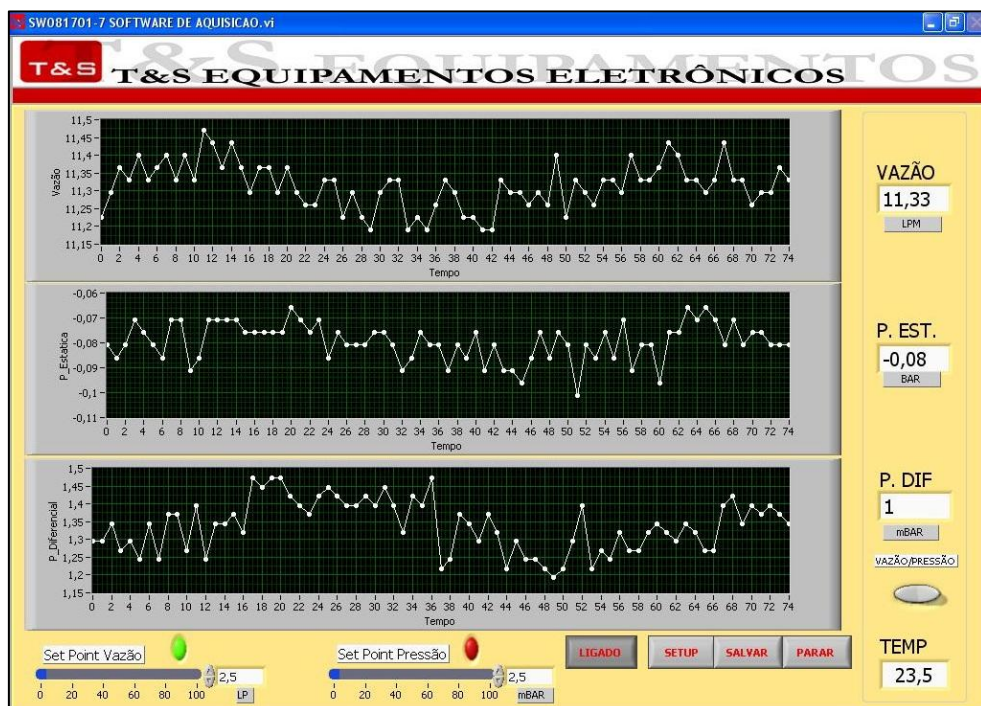 SW081701-7 SOFTWARE DE AQUISICAO.vi
T&S
T&S EQUIPAMENTOS ELETRÔNICOS
T&S EQUIPAMENTOS
Vazão
11,5
11,45
11,4
11,35
11,3
11,25
11,2
11,15
0 2 4 6 8 10 12 14 16 18 20 22 24 26 28 30 32 34 36 38 40 42 44 46 48 50 52 54 56 58 60 62 64 66 68 70 72 74
Tempo
P_Estatica
-0,06
-0,07
-0,08
-0,09
-0,1
-0,11
0 2 4 6 8 10 12 14 16 18 20 22 24 26 28 30 32 34 36 38 40 42 44 46 48 50 52 54 56 58 60 62 64 66 68 70 72 74
Tempo
P_Diferencial
1,5
1,45
1,4
1,35
1,3
1,25
1,2
1,15
0 2 4 6 8 10 12 14 16 18 20 22 24 26 28 30 32 34 36 38 40 42 44 46 48 50 52 54 56 58 60 62 64 66 68 70 72 74
Tempo
VAZÃO
11,33
LPM
P. EST.
-0,08
BAR
P. DIF
1
mBAR
VAZÃO/PRESSÃO
TEMP
23,5
Set Point Vazão
0 20 40 60 80 100
2,5
LP
Set Point Pressão
0 20 40 60 80 100
2,5
mBAR
LIGADO
SETUP
SALVAR
PARAR